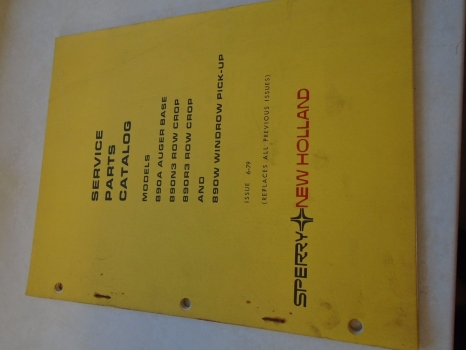 SERVICE
PARTS
CATALOG
MODELS
890A AUGER BASE
890N3 ROW CROP
890R3 ROW CROP
AND
890W WINDROW PICK-UP
ISSUE 6-79
(REPLACES ALL PREVIOUS ISSUES)
SPERRY NEW HOLLAND